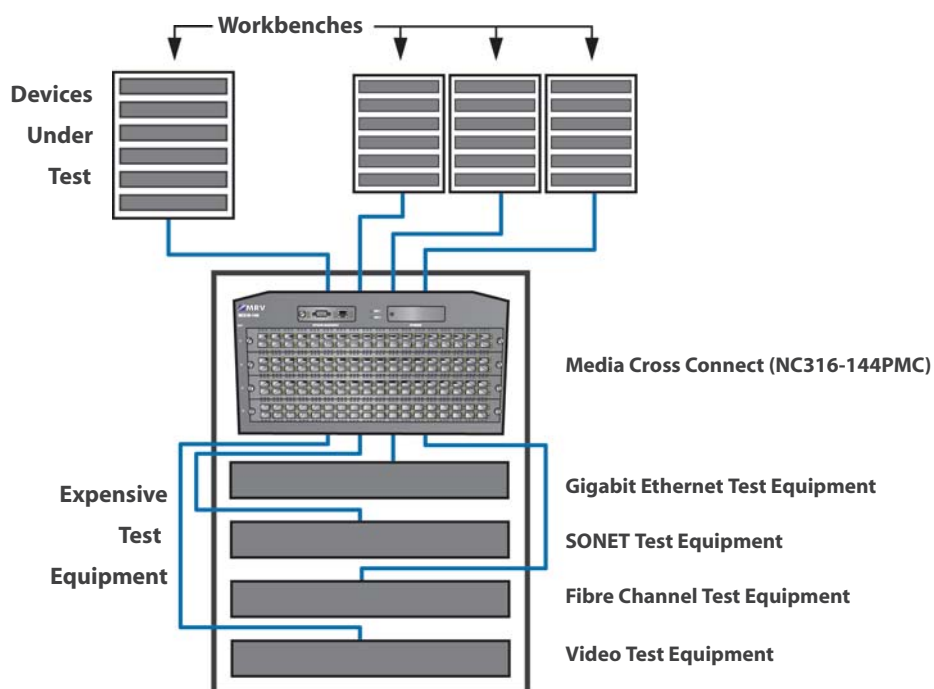 Workbenches
Devices
Under
Test
MRV
Media Cross Connect (NC316-144PMC)
Expensive
Test
Equipment
Gigabit Ethernet Test Equipment
SONET Test Equipment
Fibre Channel Test Equipment
Video Test Equipment